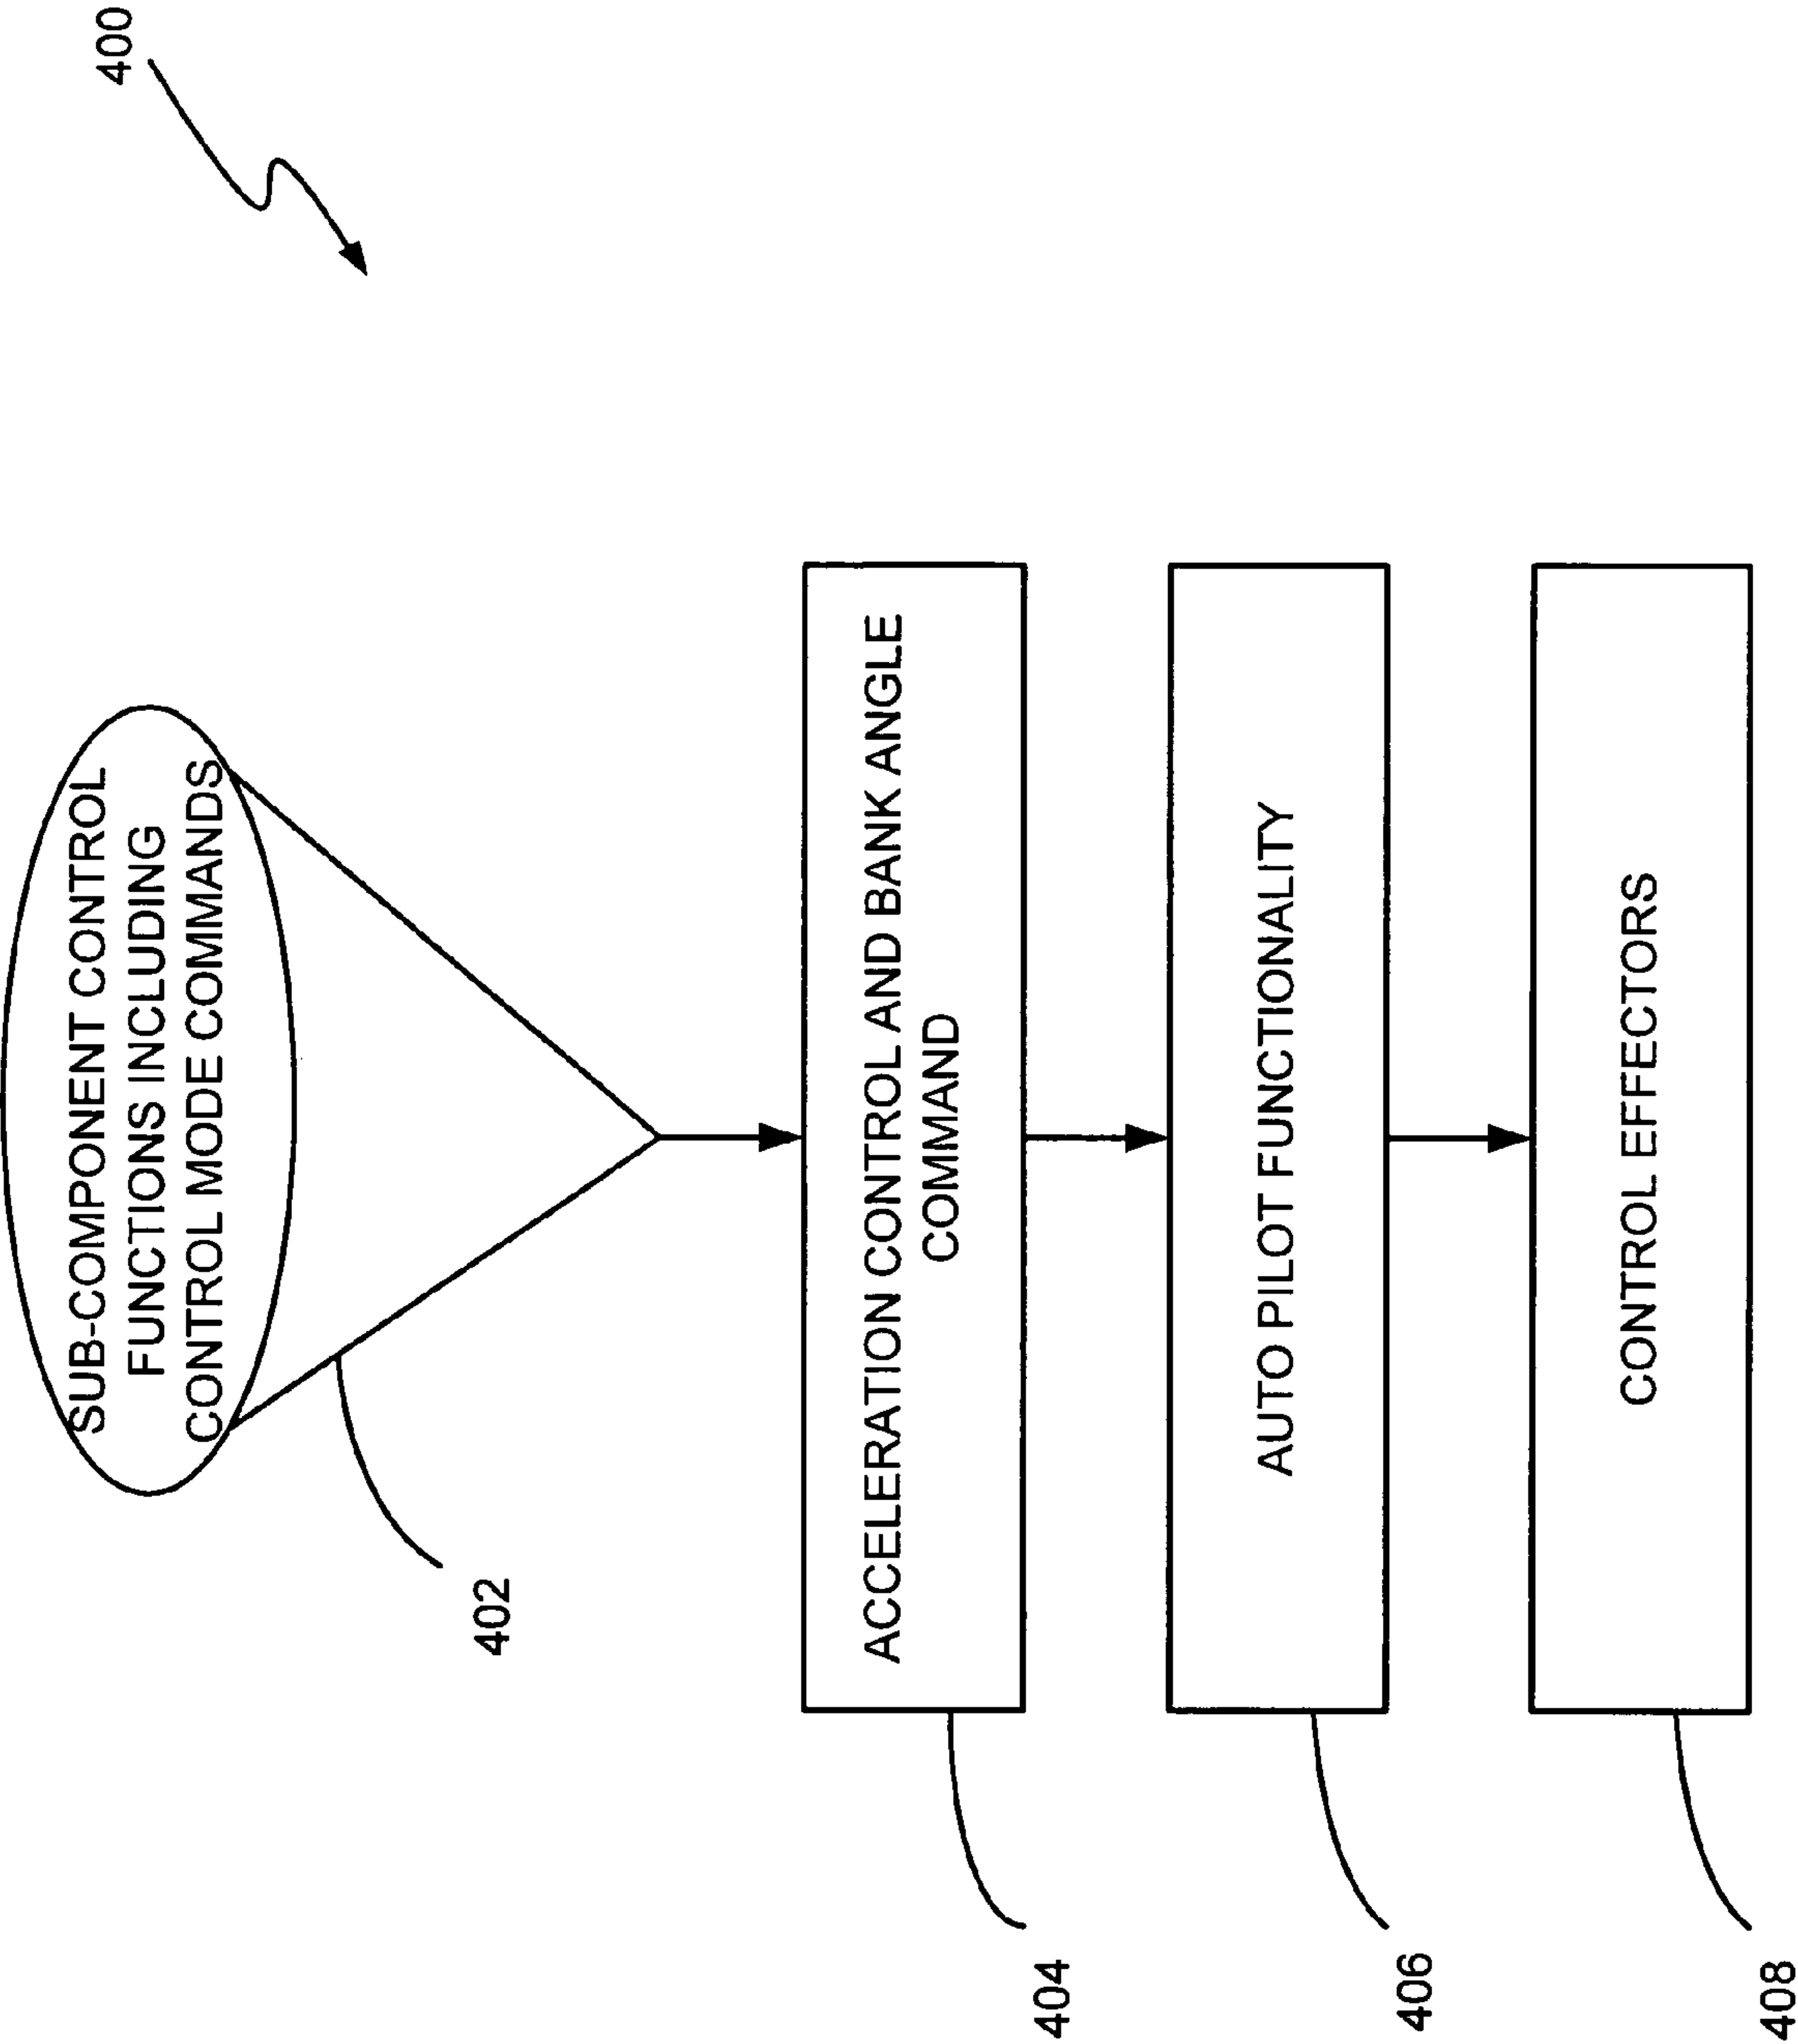 400
SUB-COMPONENT CONTROL
FUNCTIONS INCLUDING
CONTROL MODE COMMANDS
402
ACCELERATION CONTROL AND BANK ANGLE
COMMAND
404
AUTO PILOT FUNCTIONALITY
406
CONTROL EFFECTORS
408